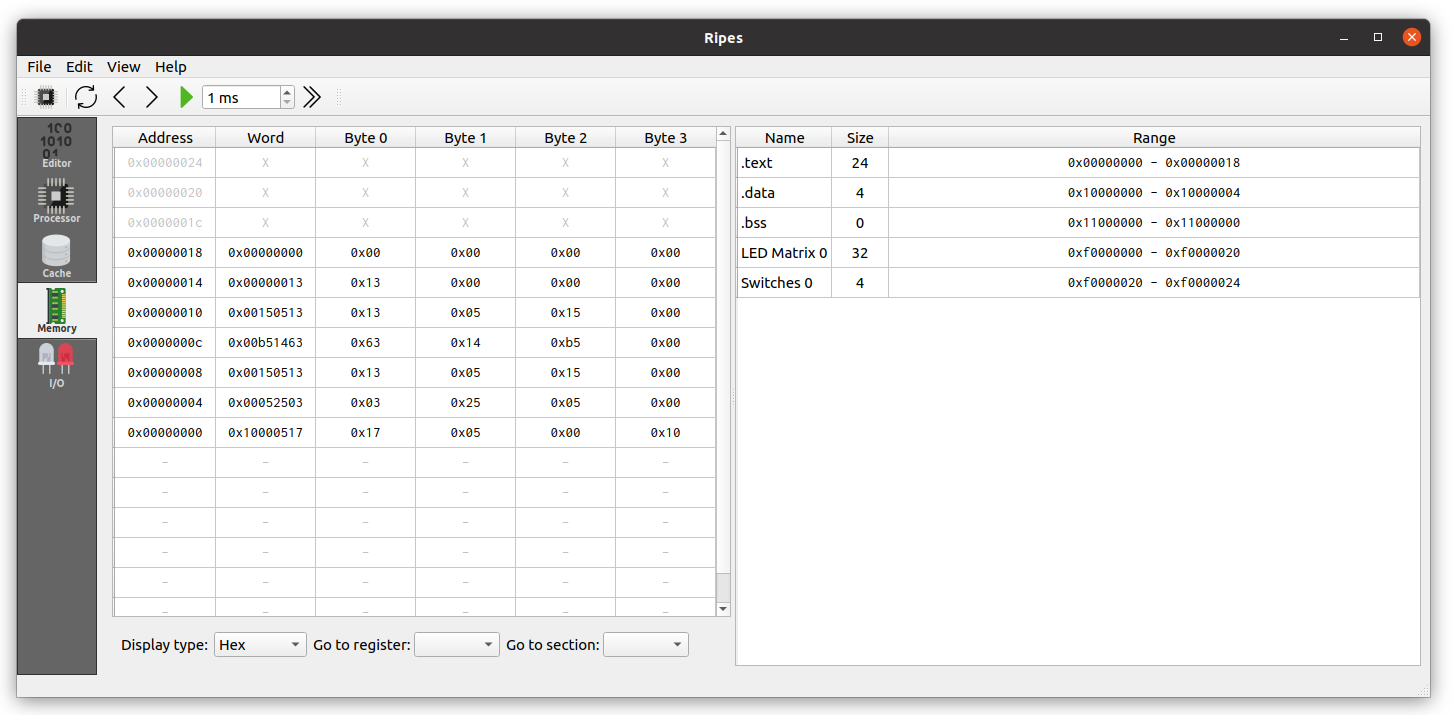 Ripes
File Edit View Help
1 ms
100
1010
01
Editor
Processor
Cache
Memory
I/O
Address Word Byte 0 Byte 1 Byte 2 Byte 3
0x00000024 X X X X X
0x00000020 X X X X X
0x0000001c X X X X X
0x00000018 0x00000000 0x00 0x00 0x00 0x00
0x00000014 0x00000013 0x13 0x00 0x00 0x00
0x00000010 0x00150513 0x13 0x05 0x15 0x00
0x0000000c 0x00b51463 0x63 0x14 0xb5 0x00
0x00000008 0x00150513 0x13 0x05 0x15 0x00
0x00000004 0x00052503 0x03 0x25 0x05 0x00
0x00000000 0x10000517 0x17 0x05 0x00 0x10
- - - - - -
- - - - - -
- - - - - -
- - - - - -
- - - - - -
- - - - - -
Display type: Hex Go to register: Go to section:
Name Size Range
.text 24 0x00000000 - 0x00000018
.data 4 0x10000000 - 0x10000004
.bss 0 0x11000000 - 0x11000000
LED Matrix 0 32 0xf0000000 - 0xf0000020
Switches 0 4 0xf0000020 - 0xf0000024